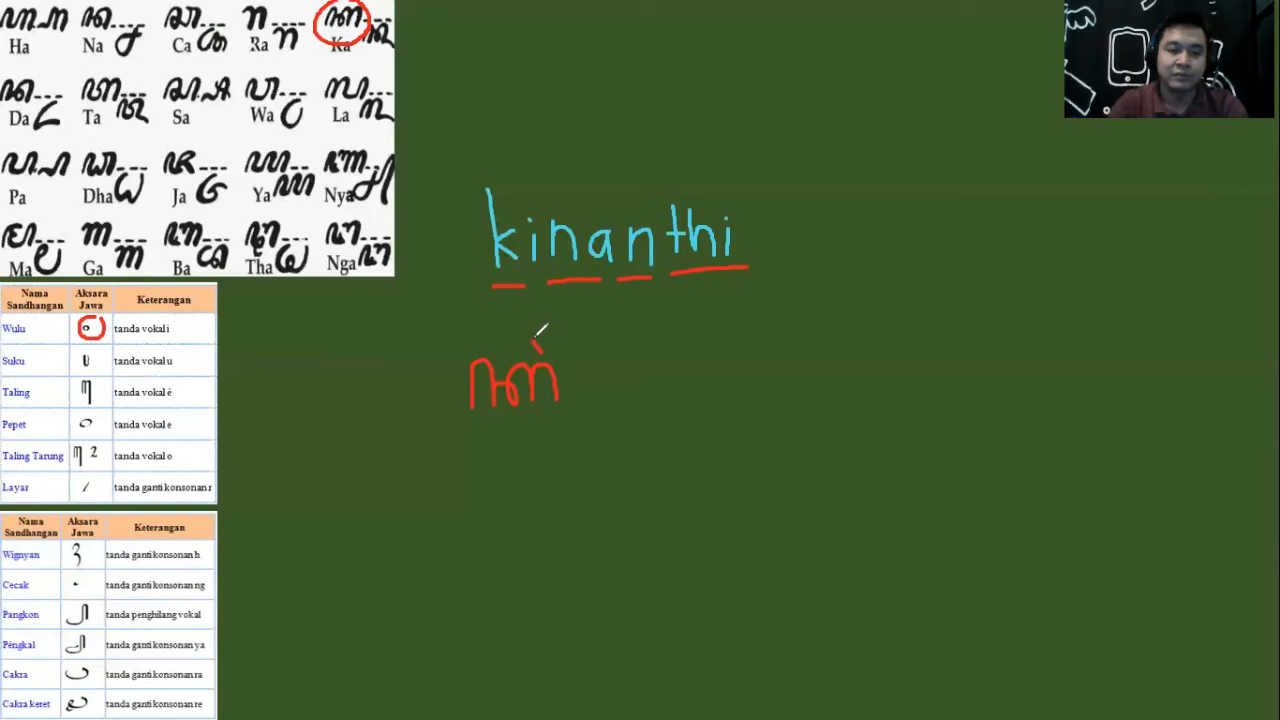 ꦲ ꦤ ꦕ ꦫ ꦏ
Ha Na Ca Ra Ka
ꦢ ꦠ ꦱ ꦮ ꦭ
Da Ta Sa Wa La
ꦥ ꦝ ꦗ ꦪ ꦚ
Pa Dha Ja Ya Nya
ꦩ ꦒ ꦧ ꦛ ꦔ
Ma Ga Ba Tha Nga
Nama Sandhangan Aksara Jawa Keterangan
Wulu tanda vokal i
Suku tanda vokal u
Taling tanda vokal é
Pepet tanda vokal e
Taling Tarung tanda vokal o
Layar tanda ganti konsonan r
Nama Sandhangan Aksara Jawa Keterangan
Wignyan tanda ganti konsonan h
Cecak tanda ganti konsonan ng
Pangkon tanda penghilang vokal
Péngkal tanda ganti konsonan ya
Cakra tanda ganti konsonan ra
Cakra keret tanda ganti konsonan re
kinanthi